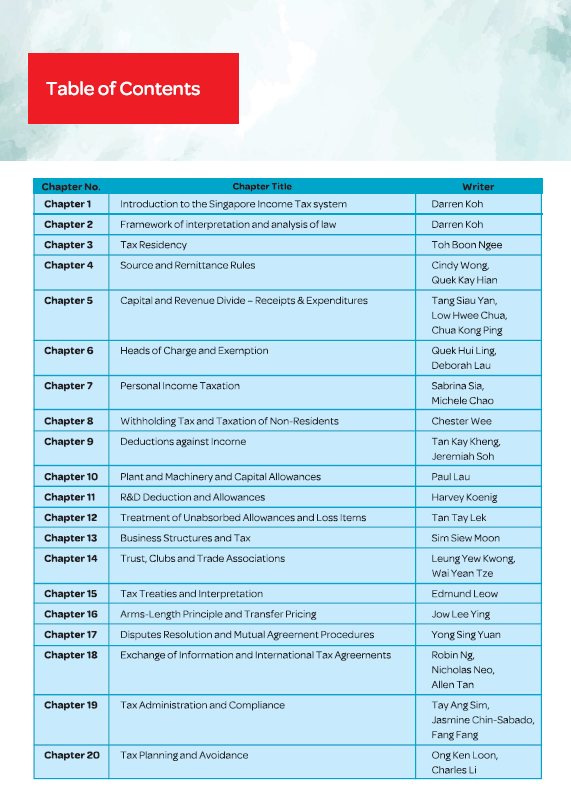 Table of Contents
Chapter No. Chapter Title Writer
Chapter 1 Introduction to the Singapore Income Tax system Darren Koh
Chapter 2 Framework of interpretation and analysis of law Darren Koh
Chapter 3 Tax Residency Toh Boon Ngee
Chapter 4 Source and Remittance Rules Cindy Wong,
Quek Kay Hian
Chapter 5 Capital and Revenue Divide – Receipts & Expenditures Tang Siau Yan,
Low Hwee Chua,
Chua Kong Ping
Chapter 6 Heads of Charge and Exemption Quek Hui Ling,
Deborah Lau
Chapter 7 Personal Income Taxation Sabrina Sia,
Michele Chao
Chapter 8 Withholding Tax and Taxation of Non-Residents Chester Wee
Chapter 9 Deductions against Income Tan Kay Kheng,
Jeremiah Soh
Chapter 10 Plant and Machinery and Capital Allowances Paul Lau
Chapter 11 R&D Deduction and Allowances Harvey Koenig
Chapter 12 Treatment of Unabsorbed Allowances and Loss Items Tan Tay Lek
Chapter 13 Business Structures and Tax Sim Siew Moon
Chapter 14 Trust, Clubs and Trade Associations Leung Yew Kwong,
Wai Yean Tze
Chapter 15 Tax Treaties and Interpretation Edmund Leow
Chapter 16 Arms-Length Principle and Transfer Pricing Jow Lee Ying
Chapter 17 Disputes Resolution and Mutual Agreement Procedures Yong Sing Yuan
Chapter 18 Exchange of Information and International Tax Agreements Robin Ng,
Nicholas Neo,
Allen Tan
Chapter 19 Tax Administration and Compliance Tay Ang Sim,
Jasmine Chin-Sabado,
Fang Fang
Chapter 20 Tax Planning and Avoidance Ong Ken Loon,
Charles Li